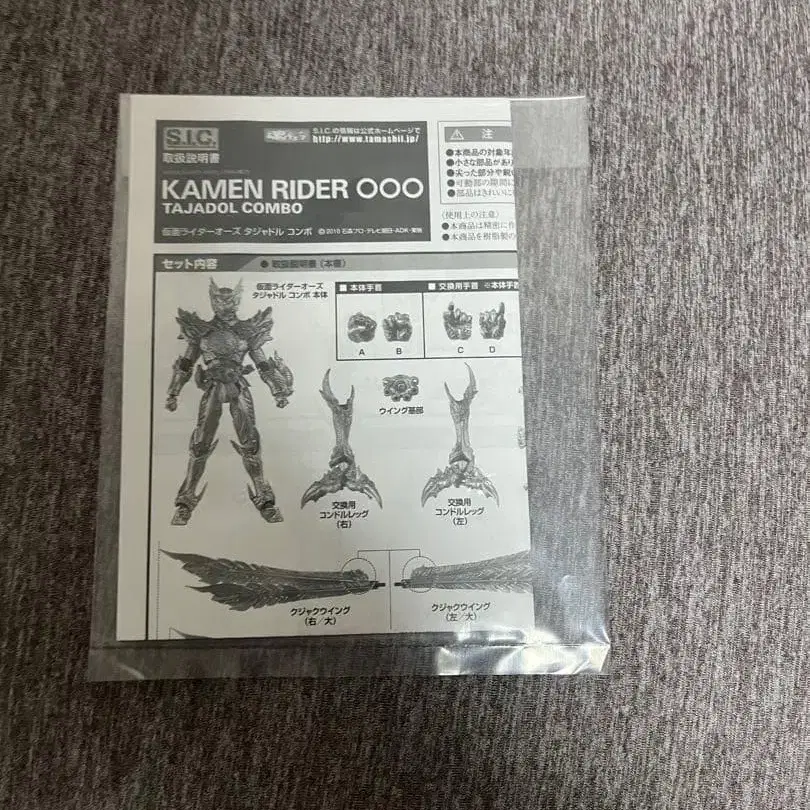 S.I.C.
取扱説明書
S.I.C.の情報は公式ホームページで
http://www.tamashii.jp/
KAMEN RIDER OOO
TAJADOL COMBO
仮面ライダーオーズ タジャドル コンボ
©2010 石森プロ・テレビ朝日・ADK・東映
注
●本商品の対象年
●小さな部品があり
●尖った部分や鋭
●可動部の隙間に
●部品はきれいに
〈使用上の注意〉
●本商品は精密に作
●本商品を樹脂製の
セット内容
●取扱説明書（本書）
仮面ライダーオーズ
タジャドル コンボ 本体
■本体手首
A B
■交換用手首 ※本体手首
C D
ウイング基部
交換用
コンドルレッグ
（右）
交換用
コンドルレッグ
（左）
クジャクウイング
（右／大）
クジャクウイング
（左／大）